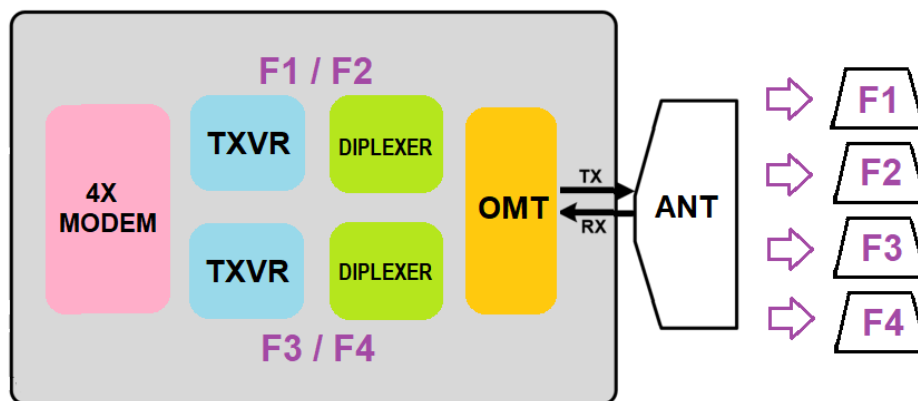 F1 / F2
4X
MODEM
TXVR
DIPLEXER
TXVR
DIPLEXER
OMT
F3 / F4
TX
RX
ANT
F1
F2
F3
F4